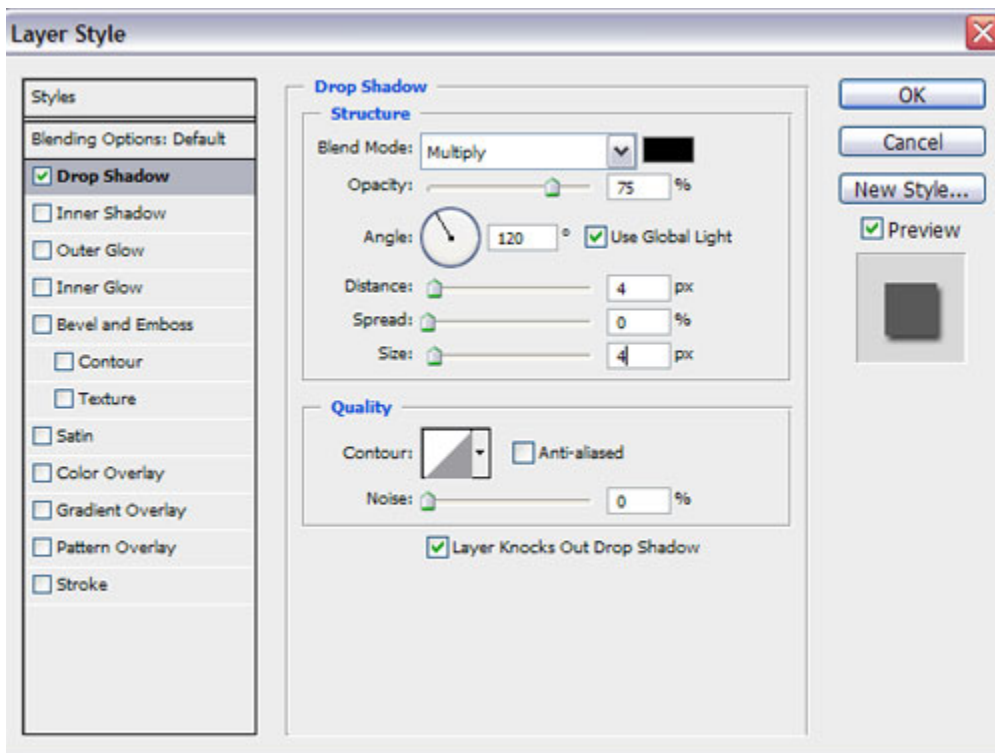 Layer Style
Styles
Blending Options: Default
Drop Shadow
Inner Shadow
Outer Glow
Inner Glow
Bevel and Emboss
Contour
Texture
Satin
Color Overlay
Gradient Overlay
Pattern Overlay
Stroke
Drop Shadow
Structure
Blend Mode: Multiply
Opacity: 75 %
Angle: 120 ° Use Global Light
Distance: 4 px
Spread: 0 %
Size: 4 px
Quality
Contour: Anti-aliased
Noise: 0 %
Layer Knocks Out Drop Shadow
OK
Cancel
New Style...
Preview